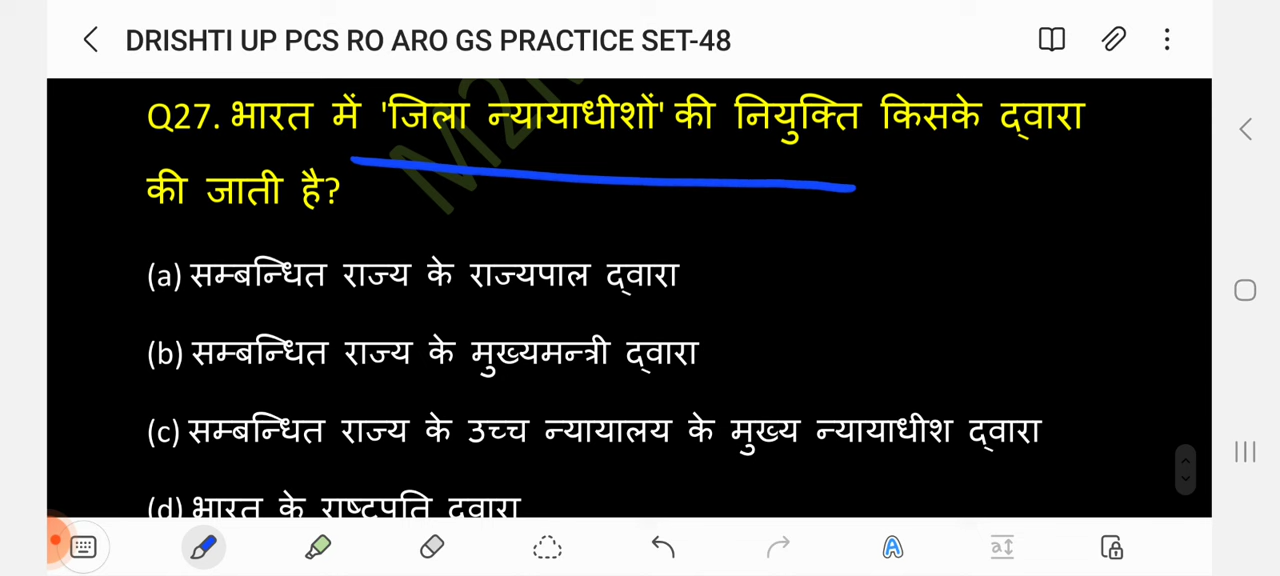 DRISHTI UP PCS RO ARO GS PRACTICE SET-48
Q27. भारत में 'जिला न्यायाधीशों' की नियुक्ति किसके द्वारा
की जाती है?
(a) सम्बन्धित राज्य के राज्यपाल द्वारा
(b) सम्बन्धित राज्य के मुख्यमन्त्री द्वारा
(c) सम्बन्धित राज्य के उच्च न्यायालय के मुख्य न्यायाधीश द्वारा
(d) भारत के राष्ट्रपति द्वारा